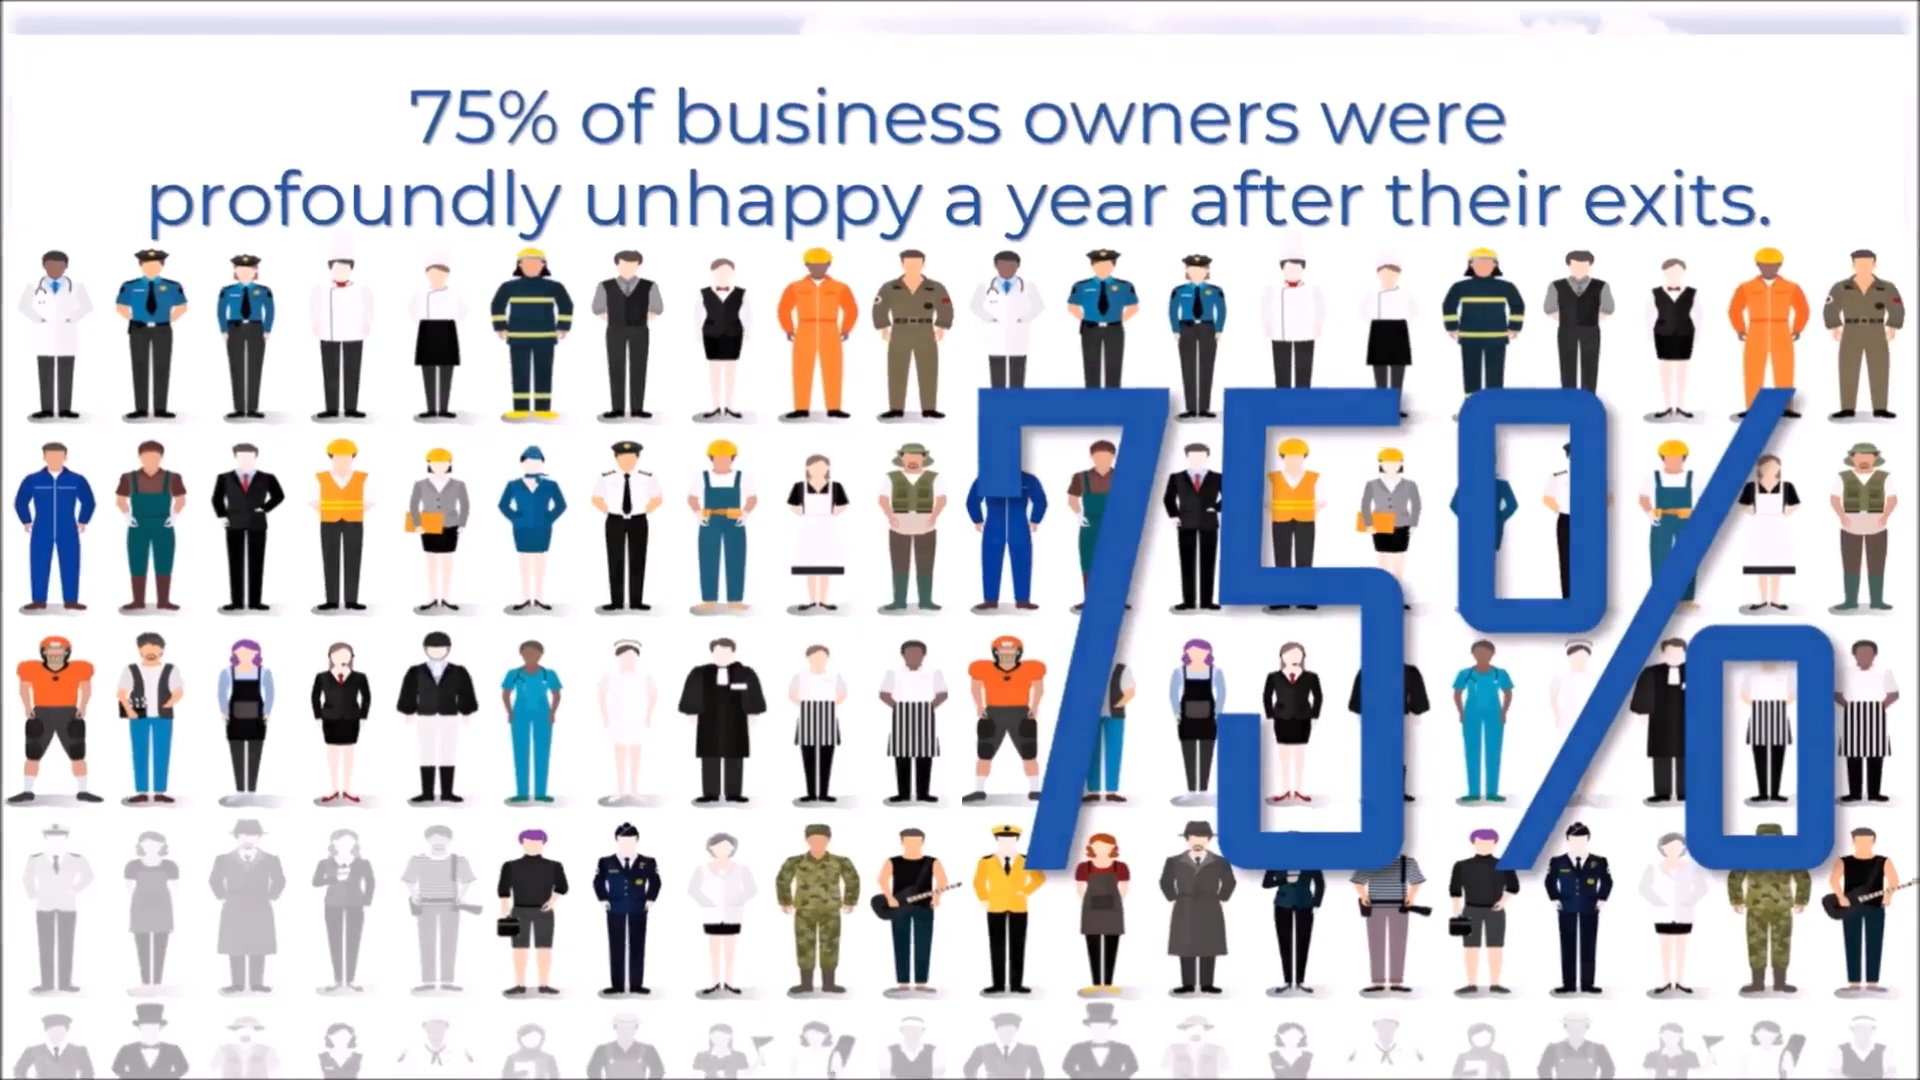 75% of business owners were
profoundly unhappy a year after their exits.
75%